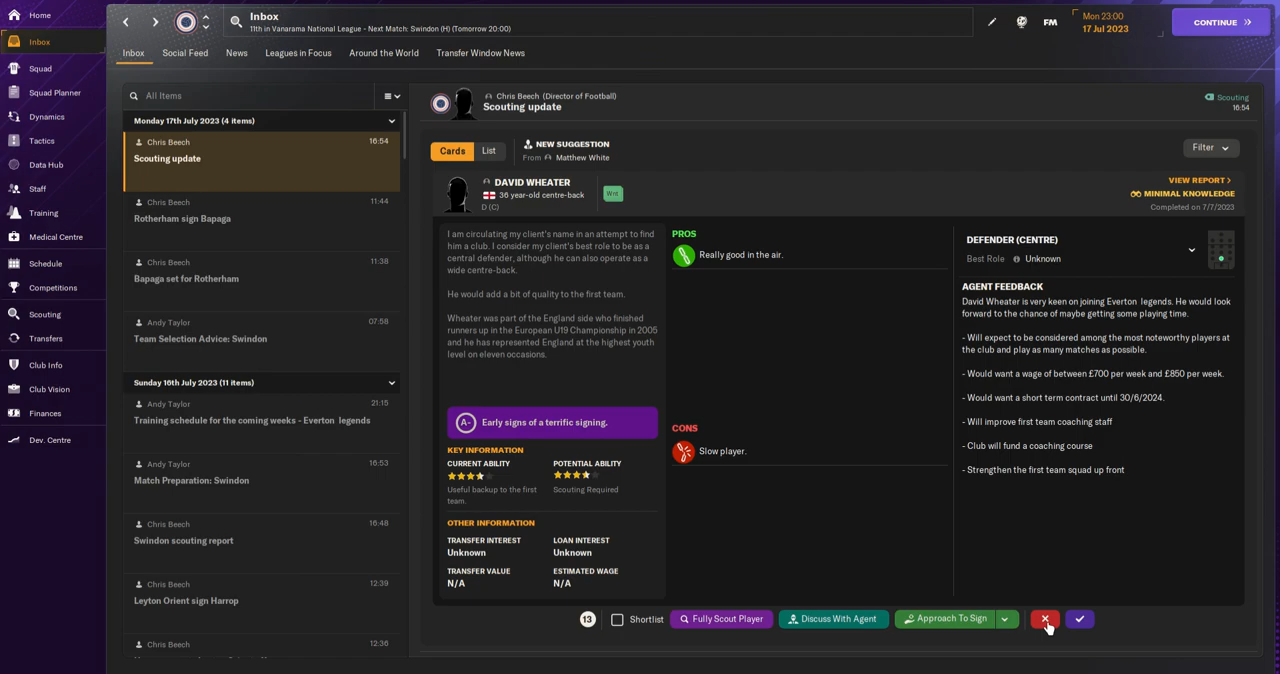 Home
Inbox
Squad
Squad Planner
Dynamics
Tactics
Data Hub
Staff
Training
Medical Centre
Schedule
Competitions
Scouting
Transfers
Club Info
Club Vision
Finances
Dev. Centre
Inbox
11th in Vanarama National League - Next Match: Swindon (H) (Tomorrow 20:00)
FM
Mon 23:00
17 Jul 2023
CONTINUE
Inbox Social Feed News Leagues in Focus Around the World Transfer Window News
All Items
Monday 17th July 2023 (4 items)
Chris Beech 16:54
Scouting update
Chris Beech 11:44
Rotherham sign Bapaga
Chris Beech 11:38
Bapaga set for Rotherham
Andy Taylor 07:58
Team Selection Advice: Swindon
Sunday 16th July 2023 (11 items)
Andy Taylor 21:15
Training schedule for the coming weeks - Everton legends
Andy Taylor 16:53
Match Preparation: Swindon
Chris Beech 16:48
Swindon scouting report
Chris Beech 12:39
Leyton Orient sign Harrop
Chris Beech 12:36
Chris Beech (Director of Football)
Scouting update
Scouting
16:54
Cards List
NEW SUGGESTION
From Matthew White
Filter
DAVID WHEATER
36 year-old centre-back
D (C)
Wnt
VIEW REPORT >
MINIMAL KNOWLEDGE
Completed on 7/7/2023
I am circulating my client's name in an attempt to find
him a club. I consider my client's best role to be as a
central defender, although he can also operate as a
wide centre-back.
He would add a bit of quality to the first team.
Wheater was part of the England side who finished
runners up in the European U19 Championship in 2005
and he has represented England at the highest youth
level on eleven occasions.
A- Early signs of a terrific signing.
KEY INFORMATION
CURRENT ABILITY
Useful backup to the first
team.
POTENTIAL ABILITY
Scouting Required
OTHER INFORMATION
TRANSFER INTEREST
Unknown
LOAN INTEREST
Unknown
TRANSFER VALUE
N/A
ESTIMATED WAGE
N/A
PROS
Really good in the air.
CONS
Slow player.
DEFENDER (CENTRE)
Best Role Unknown
AGENT FEEDBACK
David Wheater is very keen on joining Everton legends. He would look
forward to the chance of maybe getting some playing time.
- Will expect to be considered among the most noteworthy players at
the club and play as many matches as possible.
- Would want a wage of between £700 per week and £850 per week.
- Would want a short term contract until 30/6/2024.
- Will improve first team coaching staff
- Club will fund a coaching course
- Strengthen the first team squad up front
13 Shortlist Fully Scout Player Discuss With Agent Approach To Sign